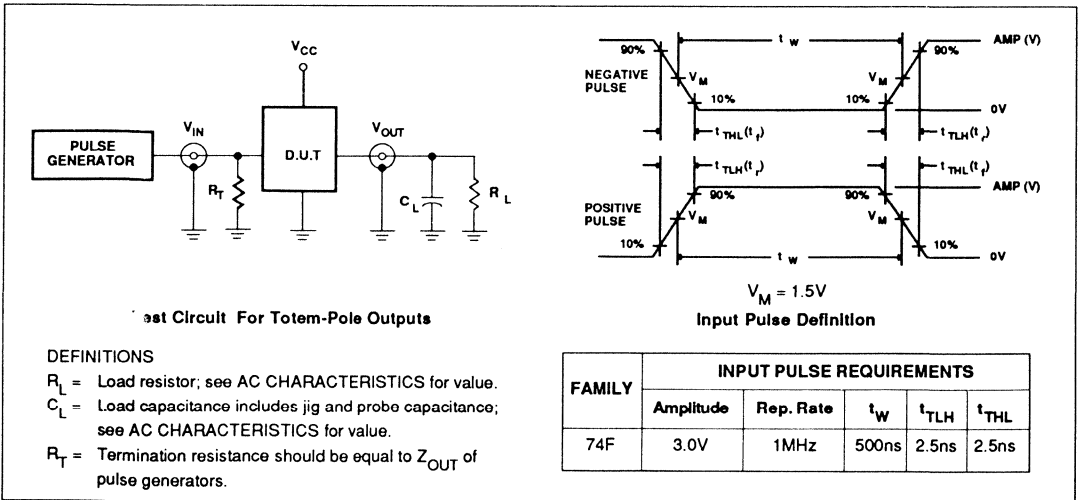 VCC
VIN
VOUT
PULSE
GENERATOR
D.U.T
RT
CL
RL
est Circuit For Totem-Pole Outputs
tW
AMP (V)
90%
90%
NEGATIVE
PULSE
VM
VM
10%
10%
0V
tTHL(tf)
tTLH(tr)
tTLH(tr)
tTHL(tf)
AMP (V)
90%
90%
POSITIVE
PULSE
VM
VM
10%
10%
tW
0V
VM = 1.5V
Input Pulse Definition
DEFINITIONS
RL = Load resistor; see AC CHARACTERISTICS for value.
CL = Load capacitance includes jig and probe capacitance;
see AC CHARACTERISTICS for value.
RT = Termination resistance should be equal to ZOUT of
pulse generators.
FAMILY
INPUT PULSE REQUIREMENTS
Amplitude Rep. Rate tW tTLH tTHL
74F 3.0V 1MHz 500ns 2.5ns 2.5ns